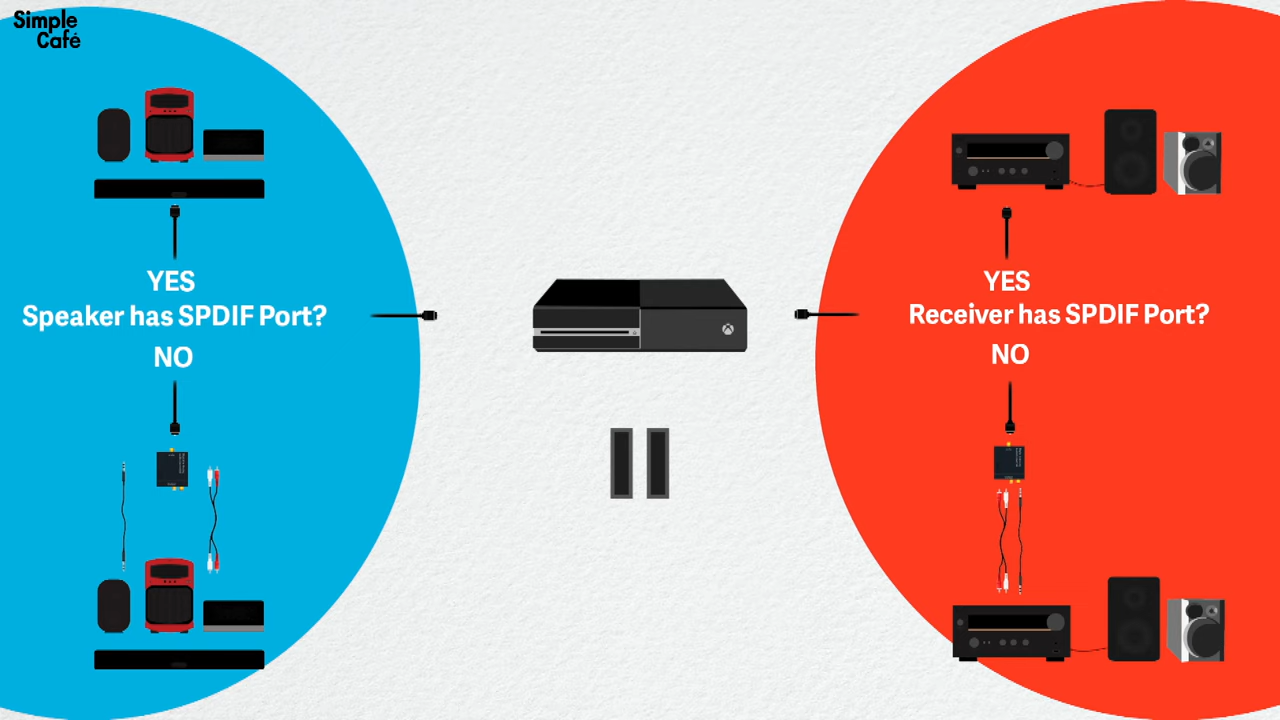 Simple
Café
YES
Speaker has SPDIF Port?
NO
YES
Receiver has SPDIF Port?
NO